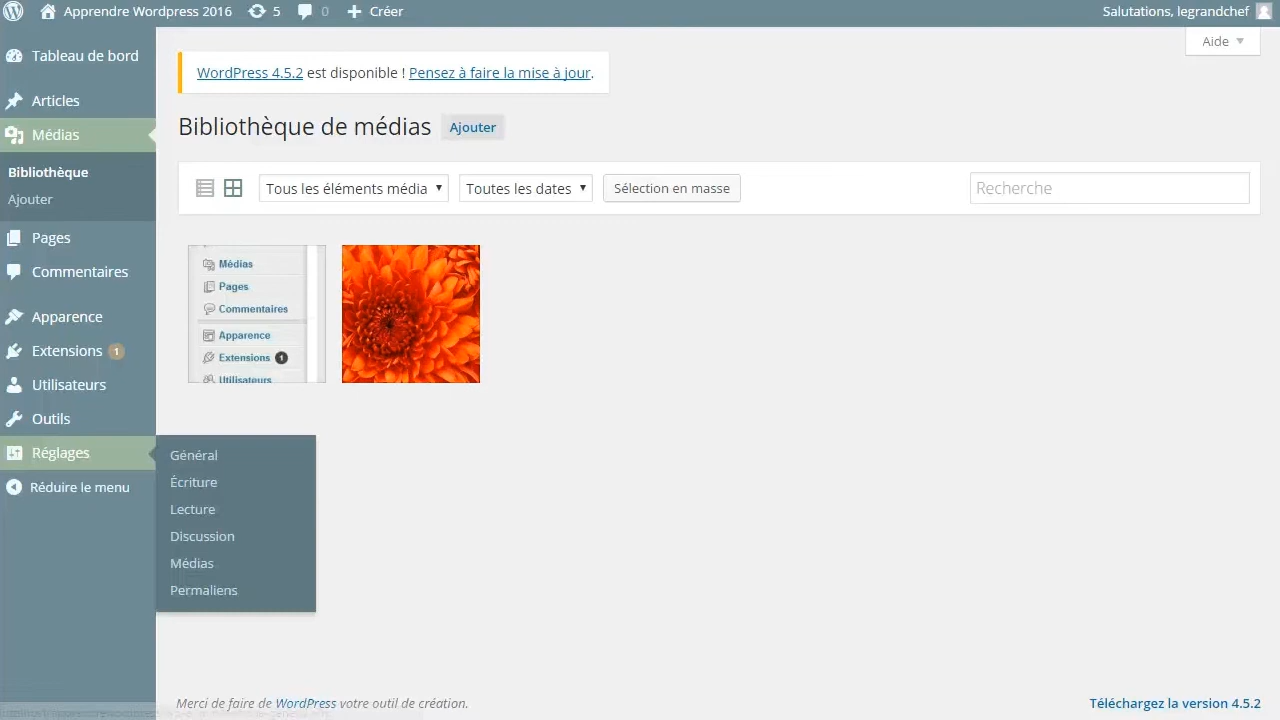 Apprendre Wordpress 2016 5 0 Créer Salutations, legrandchef
Aide
Tableau de bord
Articles
Médias
Bibliothèque
Ajouter
Pages
Commentaires
Apparence
Extensions 1
Utilisateurs
Outils
Réglages
Réduire le menu
Général
Écriture
Lecture
Discussion
Médias
Permaliens
WordPress 4.5.2 est disponible ! Pensez à faire la mise à jour.
Bibliothèque de médias Ajouter
Tous les éléments média Toutes les dates Sélection en masse Recherche
Médias
Pages
Commentaires
Apparence
Extensions 1
Utilisateurs
Merci de faire de WordPress votre outil de création. Téléchargez la version 4.5.2